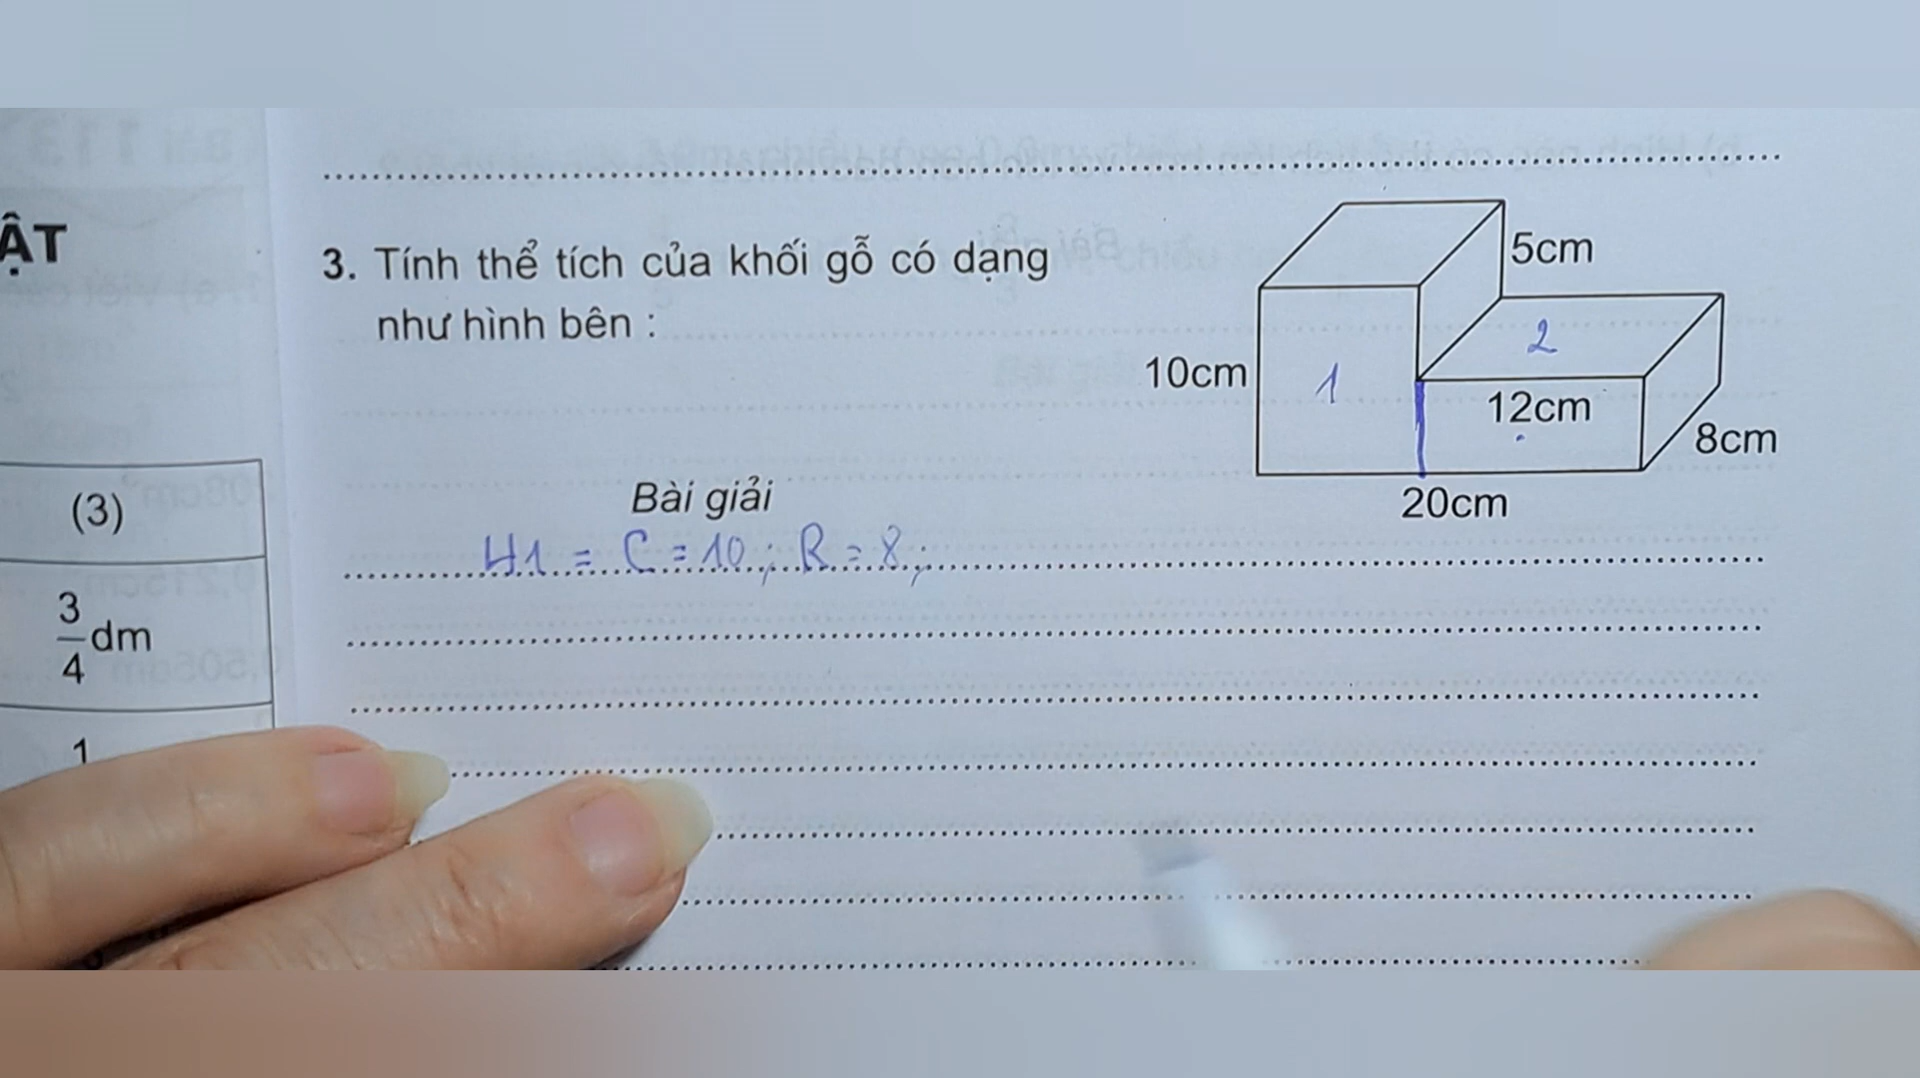 ẬT
3. Tính thể tích của khối gỗ có dạng
như hình bên :
5cm
2
10cm
1
12cm
8cm
20cm
Bài giải
H1 = C = 10 ; R = 8 ;
(3)
3/4 dm
1